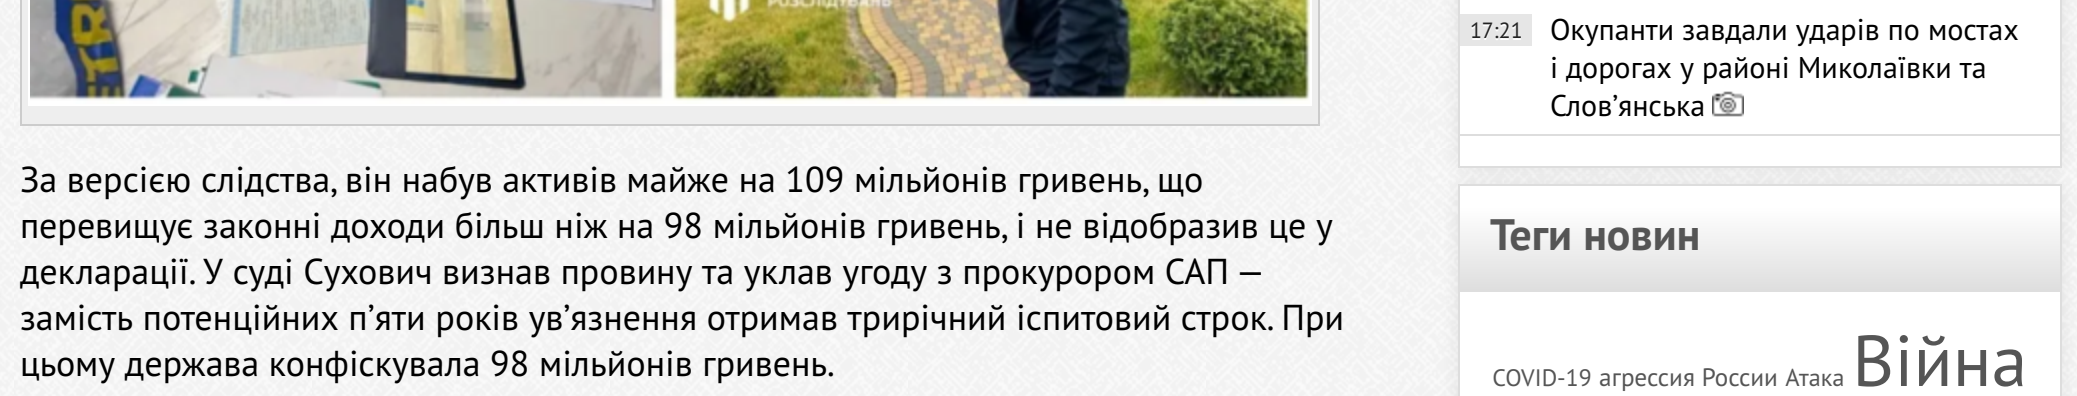 РОЗСЛІДУВАНЬ
ETR
За версією слідства, він набув активів майже на 109 мільйонів гривень, що
перевищує законні доходи більш ніж на 98 мільйонів гривень, і не відобразив це у
декларації. У суді Сухович визнав провину та уклав угоду з прокурором САП —
замість потенційних п’яти років ув’язнення отримав трирічний іспитовий строк. При
цьому держава конфіскувала 98 мільйонів гривень.
17:21 Окупанти завдали ударів по мостах
і дорогах у районі Миколаївки та
Слов’янська
Теги новин
COVID-19 агрессия России Атака Війна